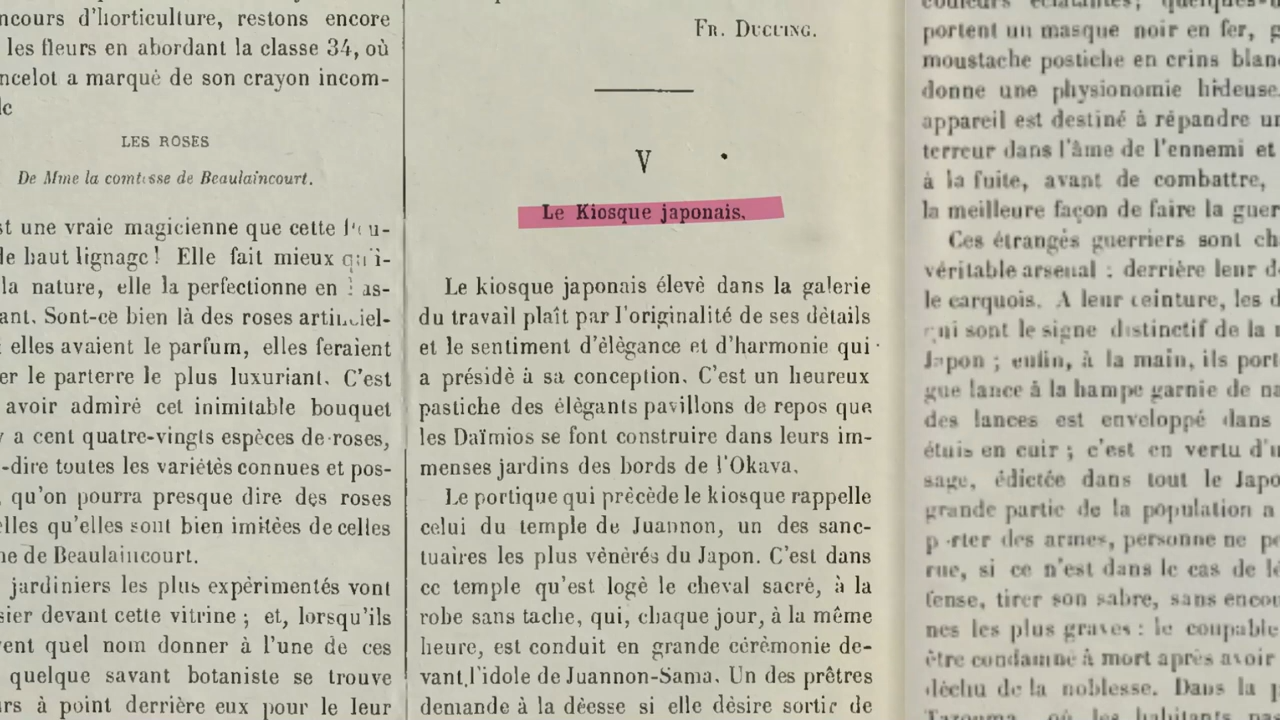 ncours d'horticulture, restons encore
les fleurs en abordant la classe 34, où
ncelot a marqué de son crayon incom-
le
LES ROSES
De Mme la comtesse de Beaulaincourt.
st une vraie magicienne que cette
de haut lignage! Elle fait mieux
la nature, elle la perfectionne en
ant. Sont-ce bien là des roses
elles avaient le parfum, elles feraient
er le parterre le plus luxuriant. C'est
avoir admiré cet inimitable bouquet
y a cent quatre-vingts espèces de roses,
-dire toutes les variétés connues et pos-
, qu'on pourra presque dire des roses
elles qu'elles sont bien imitées de celles
ne de Beaulaincourt.
jardiniers les plus expérimentés vont
sier devant cette vitrine; et, lorsqu'ils
vent quel nom donner à l'une de ces
quelque savant botaniste se trouve
rs à point derrière eux pour le leur
FR. DUCUING.
V
Le Kiosque japonais.
Le kiosque japonais élevé dans la galerie
du travail plaît par l'originalité de ses détails
et le sentiment d'élégance et d'harmonie qui
a présidé à sa conception. C'est un heureux
pastiche des élégants pavillons de repos que
les Daïmios se font construire dans leurs im-
menses jardins des bords de l'Okava.
Le portique qui précède le kiosque rappelle
celui du temple de Juannon, un des sanc-
tuaires les plus vénérés du Japon. C'est dans
ce temple qu'est logé le cheval sacré, à la
robe sans tache, qui, chaque jour, à la même
heure, est conduit en grande cérémonie de-
vant l'idole de Juannon-Sama. Un des prêtres
demande à la déesse si elle désire sortir de
couleurs éclatantes; quelques-u
portent un masque noir en fer, g
moustache postiche en crins blan
donne une physionomie hideuse.
appareil est destiné à répandre un
terreur dans l'âme de l'ennemi et
à la fuite, avant de combattre,
la meilleure façon de faire la guer
Ces étranges guerriers sont ch
véritable arsenal : derrière leur d
le carquois. A leur ceinture, les d
qui sont le signe distinctif de la n
Japon; enfin, à la main, ils port
gue lance à la hampe garnie de na
des lances est enveloppé dans
étuis en cuir; c'est en vertu d'u
sage, édictée dans tout le Japo
grande partie de la population a
porter des armes, personne ne pe
rue, si ce n'est dans le cas de lé
fense, tirer son sabre, sans encou
nes les plus graves : le coupable
être condamné à mort après avoir
déchu de la noblesse. Dans la p
où les habitants